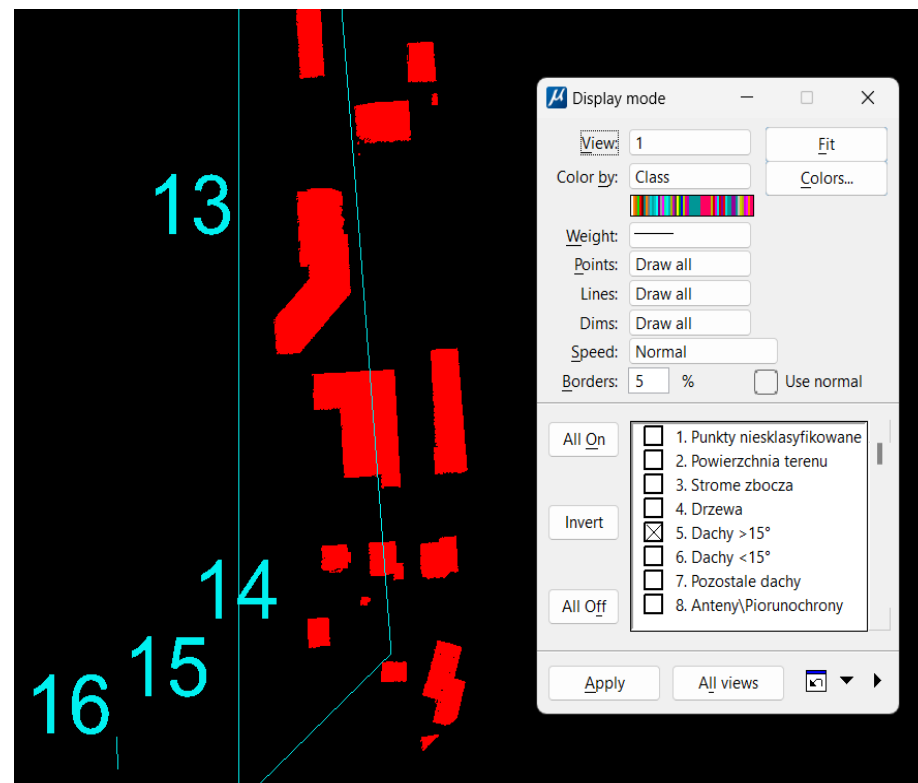 13
14
15
16
Display mode
View: 1
Fit
Color by: Class
Colors...
Weight:
Points: Draw all
Lines: Draw all
Dims: Draw all
Speed: Normal
Borders: 5 %
Use normal
All On
Invert
All Off
1. Punkty niesklasyfikowane
2. Powierzchnia terenu
3. Strome zbocza
4. Drzewa
5. Dachy >15°
6. Dachy <15°
7. Pozostale dachy
8. Anteny\Piorunochrony
Apply
All views